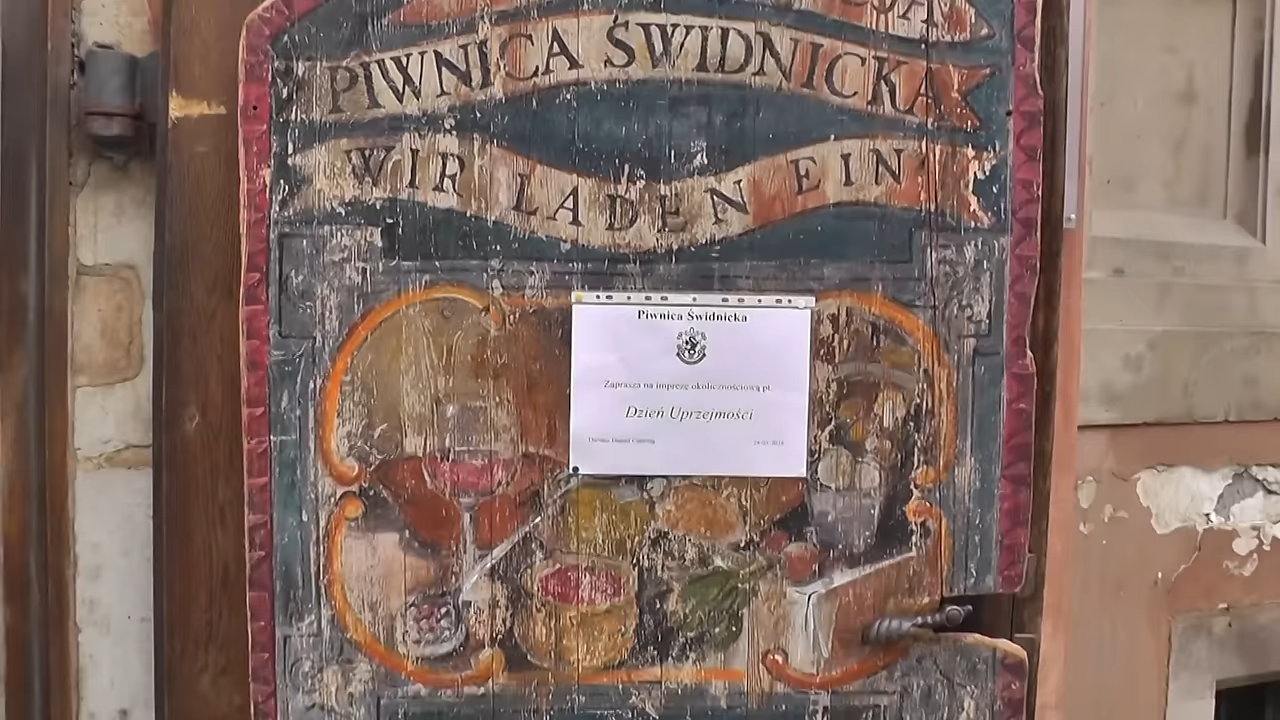 PIWNICA ŚWIDNICKA
WIR LADEN EIN
Piwnica Świdnicka
Zaprasza na imprezę okolicznościową pt.
Dzień Uprzejmości